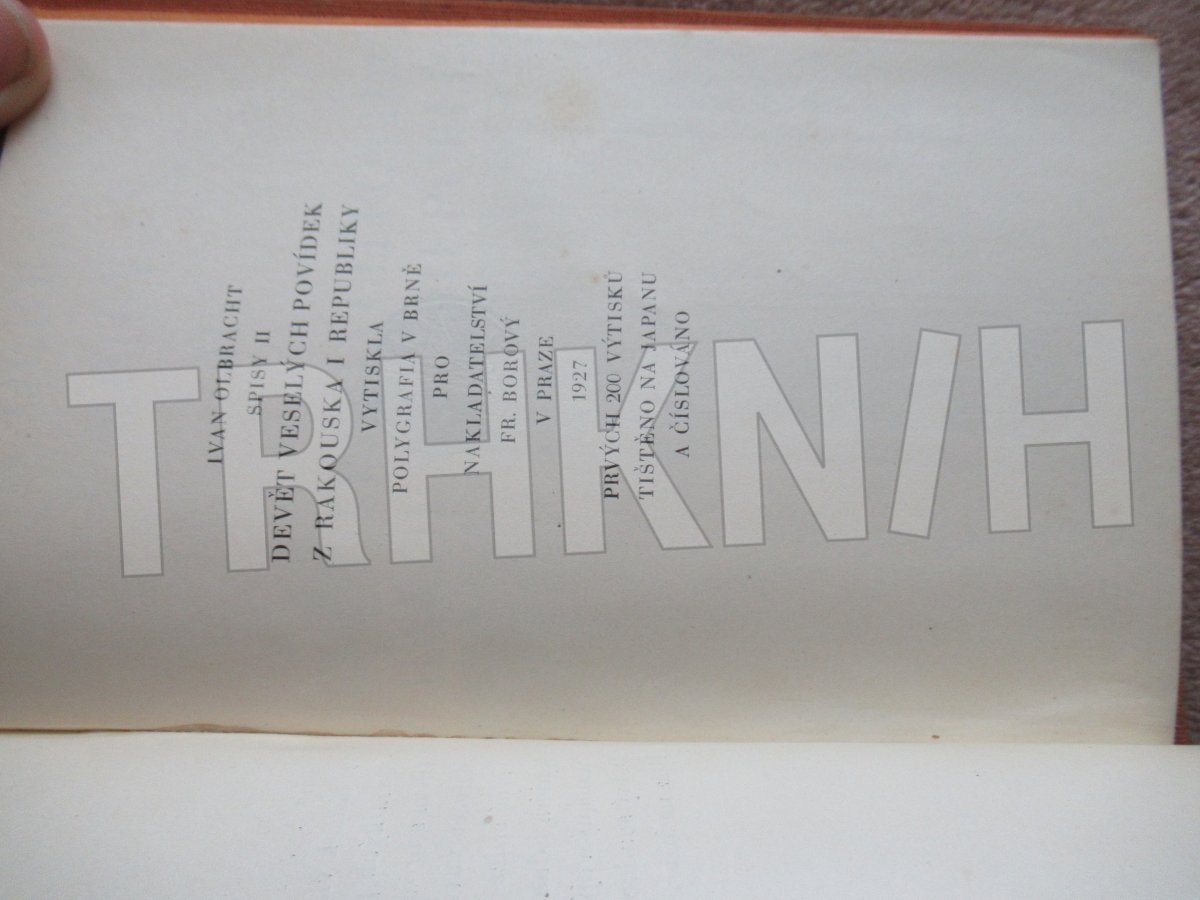 IVAN OLBRACHT
SPISY II
DEVĚT VESELÝCH POVÍDEK
Z RAKOUSKA I REPUBLIKY
VYTISKLA
POLYGRAFIA V BRNĚ
PRO
NAKLADATELSTVÍ
FR. BOROVÝ
V PRAZE
1927
PRVÝCH 200 VÝTISKŮ
TIŠTĚNO NA JAPANU
A ČÍSLOVÁNO
TRHKNIH